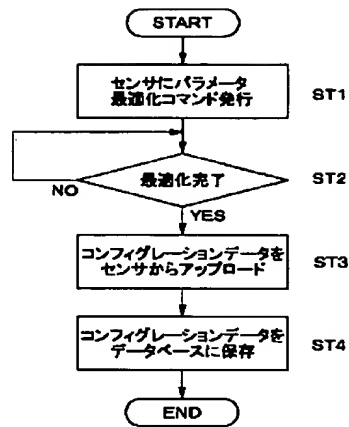 START
センサにパラメータ
最適化コマンド発行
ST1
最適化完了
ST2
NO
YES
コンフィグレーションデータを
センサからアップロード
ST3
コンフィグレーションデータを
データベースに保存
ST4
END